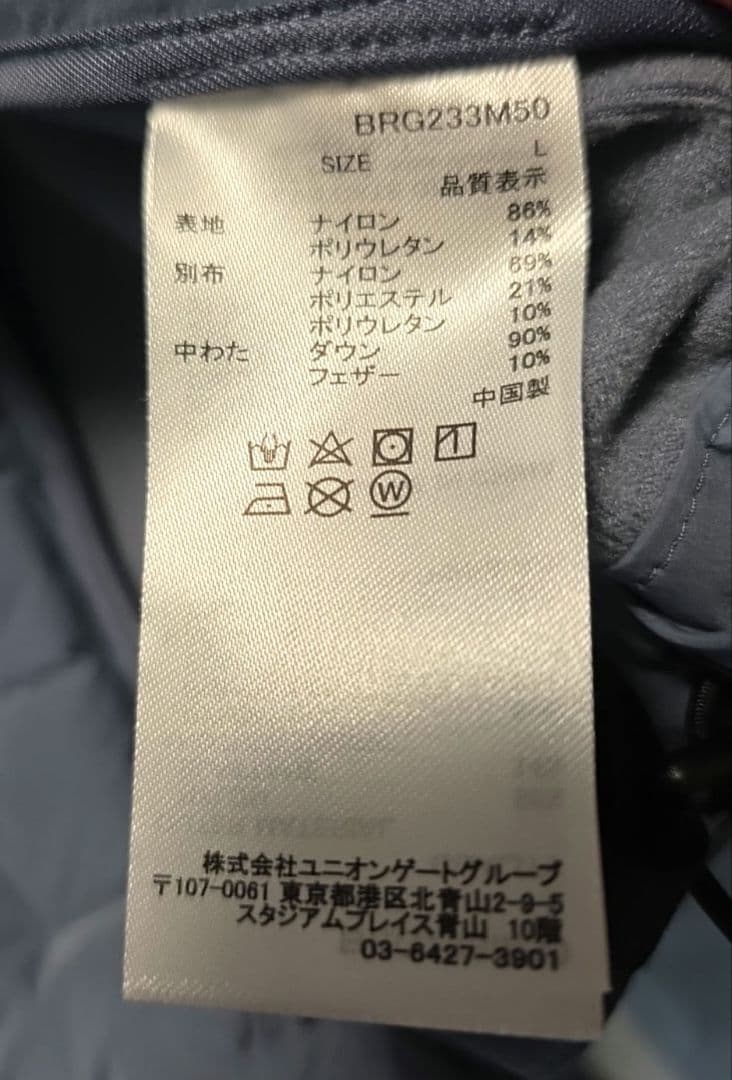 BRG233M50
SIZE L
品質表示
表地 ナイロン 86%
ポリウレタン 14%
別布 ナイロン 69%
ポリエステル 21%
ポリウレタン 10%
中わた ダウン 90%
フェザー 10%
中国製
W
株式会社ユニオンゲートグループ
〒107-0061 東京都港区北青山2-9-5
スタジアムプレイス青山 10階
03-6427-3901